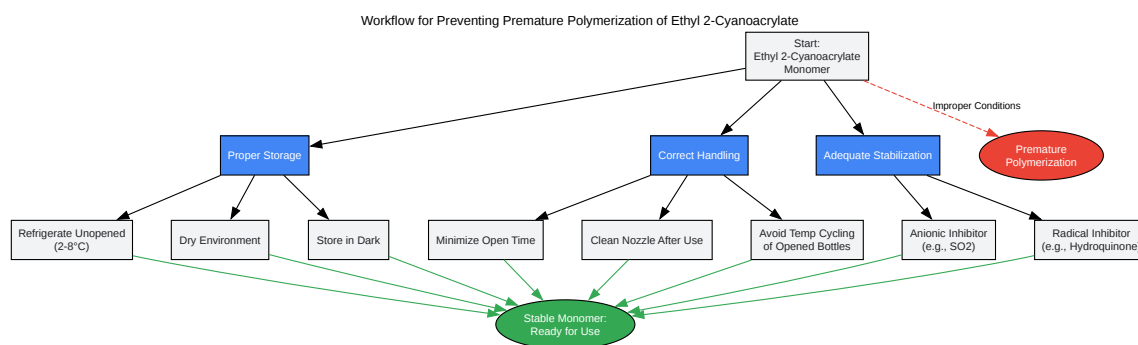 Workflow for Preventing Premature Polymerization of Ethyl 2-Cyanoacrylate
Start:
Ethyl 2-Cyanoacrylate
Monomer
Improper Conditions
Proper Storage
Correct Handling
Adequate Stabilization
Premature
Polymerization
Refrigerate Unopened
(2-8°C)
Dry Environment
Store in Dark
Minimize Open Time
Clean Nozzle After Use
Avoid Temp Cycling
of Opened Bottles
Anionic Inhibitor
(e.g., SO2)
Radical Inhibitor
(e.g., Hydroquinone)
Stable Monomer:
Ready for Use